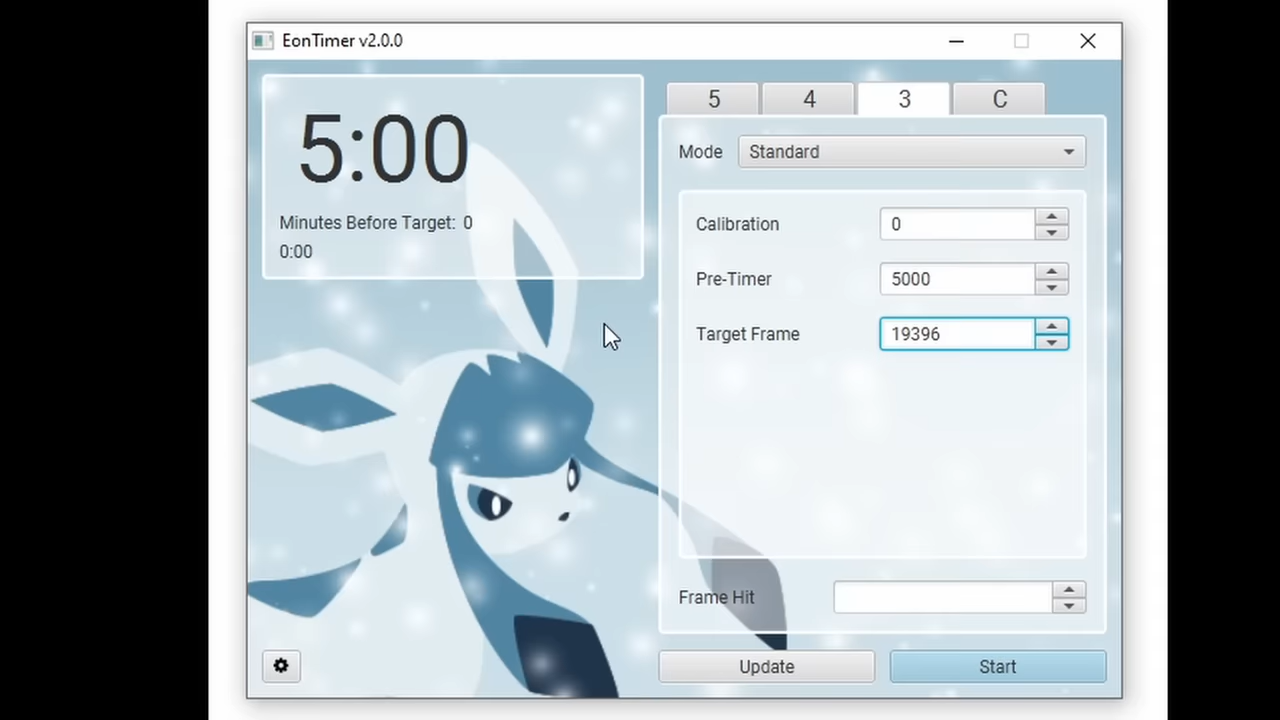 EonTimer v2.0.0
5:00
Minutes Before Target: 0
0:00
5 4 3 C
Mode Standard
Calibration 0
Pre-Timer 5000
Target Frame 19396
Frame Hit
Update Start